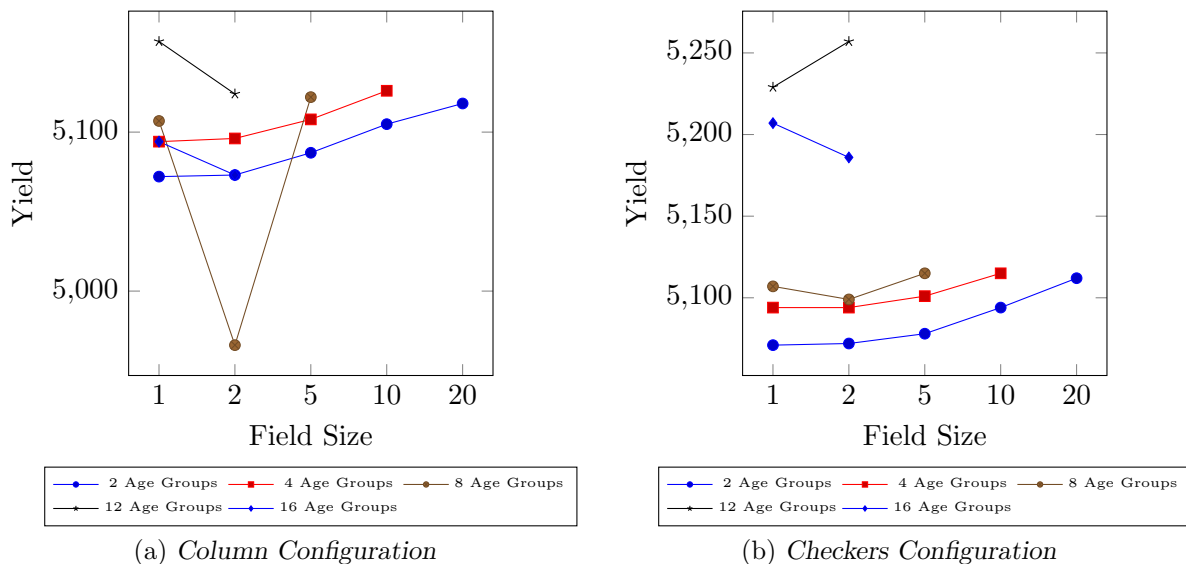 5,100
5,000
Yield
1 2 5 10 20
Field Size
2 Age Groups 4 Age Groups 8 Age Groups
12 Age Groups 16 Age Groups
(a) Column Configuration
5,250
5,200
5,150
5,100
Yield
1 2 5 10 20
Field Size
2 Age Groups 4 Age Groups 8 Age Groups
12 Age Groups 16 Age Groups
(b) Checkers Configuration